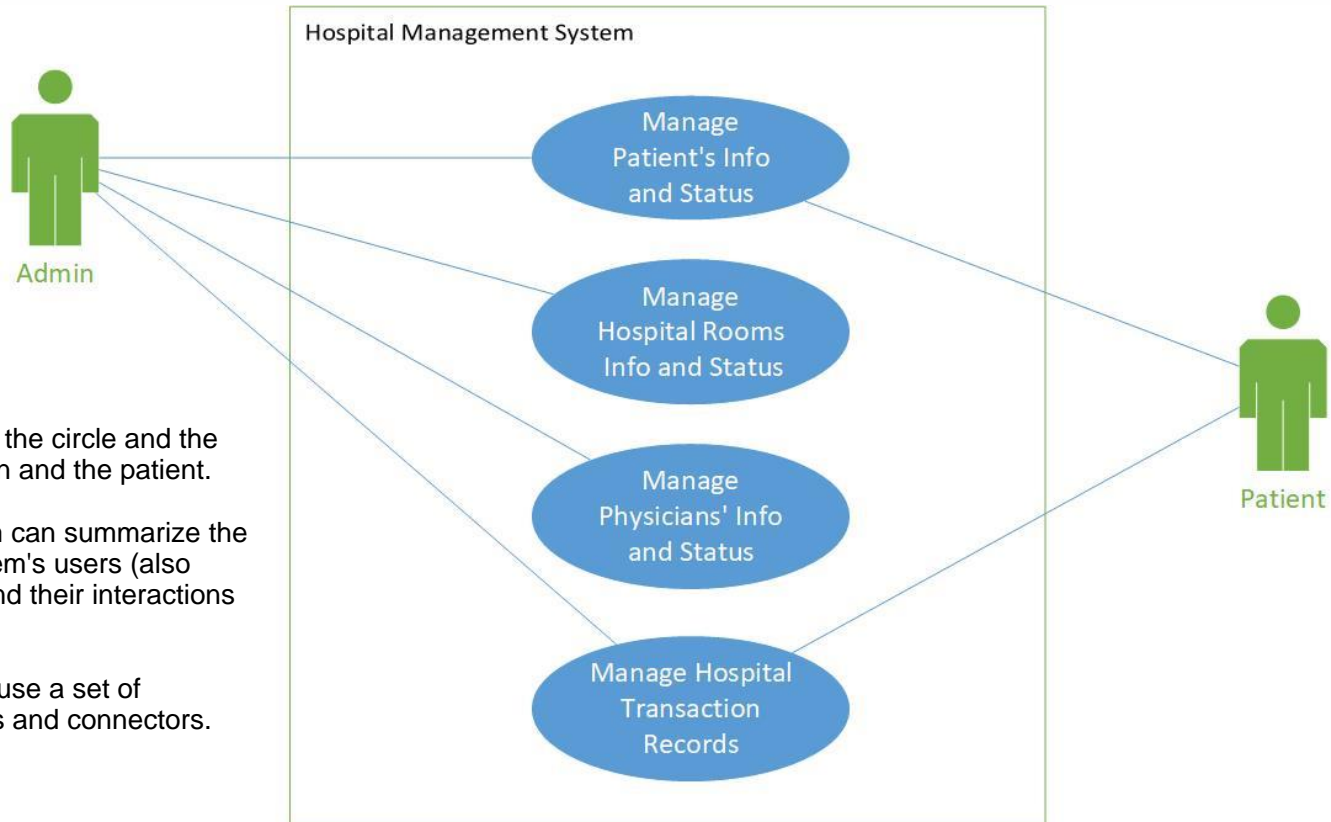 Hospital Management System
Manage
Patient's Info
and Status
Admin
Manage
Hospital Rooms
Info and Status
Patient
the circle and the
n and the patient.
Manage
Physicians' Info
and Status
n can summarize the
em's users (also
nd their interactions
Manage Hospital
Transaction
Records
use a set of
s and connectors.